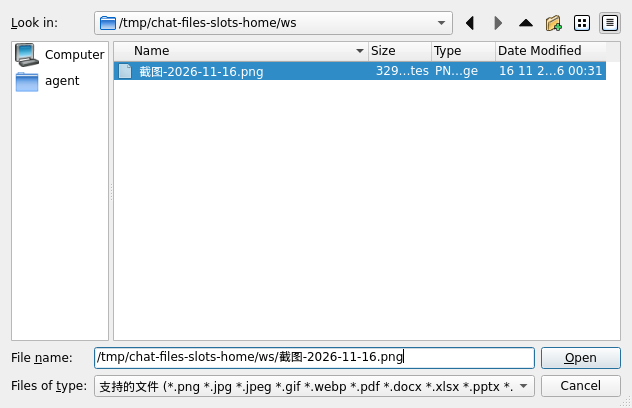 Look in: /tmp/chat-files-slots-home/ws
Computer
agent
Name Size Type Date Modified
截图-2026-11-16.png 329...tes PN...ge 16 11 2...6 00:31
File name: /tmp/chat-files-slots-home/ws/截图-2026-11-16.png Open
Files of type: 支持的文件 (*.png *.jpg *.jpeg *.gif *.webp *.pdf *.docx *.xlsx *.pptx *. Cancel